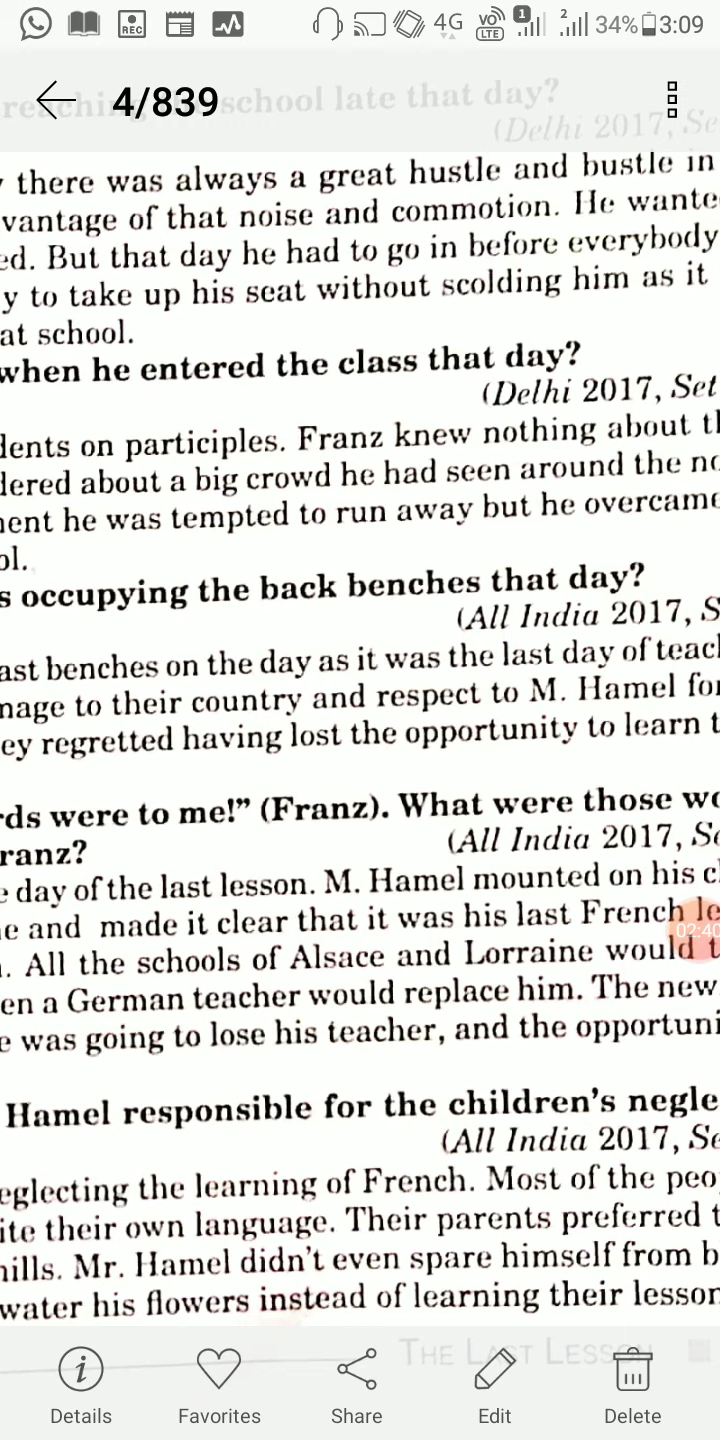 REC 4G VO LTE 1 2 34% 3:09
4/839
reaching school late that day?
(Delhi 2017, Se
there was always a great hustle and bustle in
vantage of that noise and commotion. He wante
ed. But that day he had to go in before everybody
y to take up his seat without scolding him as it
at school.
when he entered the class that day?
(Delhi 2017, Set
dents on participles. Franz knew nothing about th
dered about a big crowd he had seen around the no
nent he was tempted to run away but he overcame
ol.
s occupying the back benches that day?
(All India 2017, S
ast benches on the day as it was the last day of teach
mage to their country and respect to M. Hamel for
ey regretted having lost the opportunity to learn t
rds were to me!” (Franz). What were those wo
ranz?
(All India 2017, Se
e day of the last lesson. M. Hamel mounted on his c
e and made it clear that it was his last French le
02:40
. All the schools of Alsace and Lorraine would t
en a German teacher would replace him. The new
e was going to lose his teacher, and the opportuni
Hamel responsible for the children’s negle
(All India 2017, Se
eglecting the learning of French. Most of the peo
ite their own language. Their parents preferred t
nills. Mr. Hamel didn’t even spare himself from b
water his flowers instead of learning their lesson
THE LAST LESSON
Details Favorites Share Edit Delete